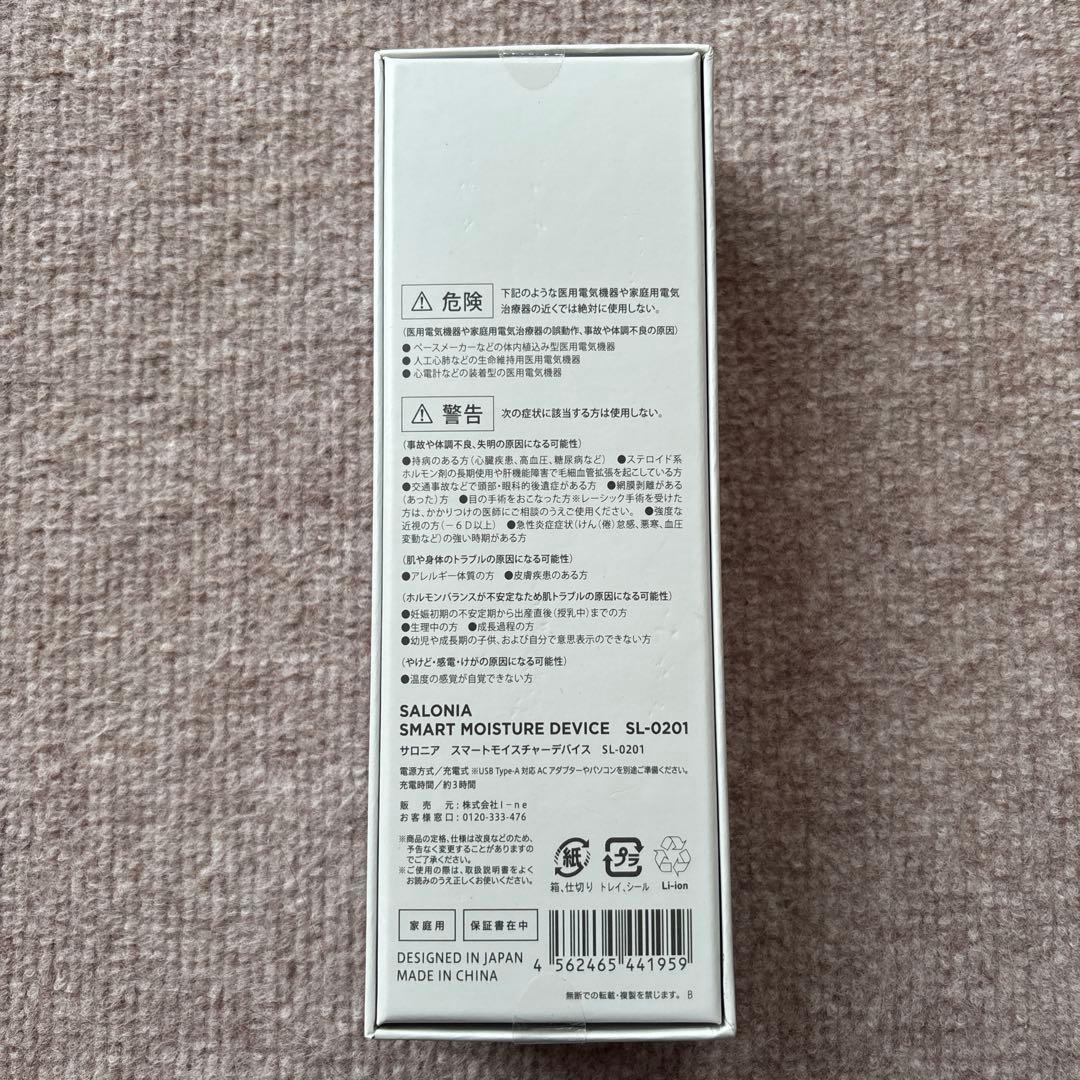 危険
下記のような医用電気機器や家庭用電気
治療器の近くでは絶対に使用しない。
(医用電気機器や家庭用電気治療器の誤動作、事故や体調不良の原因)
● ペースメーカーなどの体内植込み型医用電気機器
● 人工心肺などの生命維持用医用電気機器
● 心電計などの装着型の医用電気機器
警告
次の症状に該当する方は使用しない。
(事故や体調不良、失明の原因になる可能性)
●持病のある方(心臓疾患、高血圧、糖尿病など) ●ステロイド系
ホルモン剤の長期使用や肝機能障害で毛細血管拡張を起こしている方
●交通事故などで頭部・眼科的後遺症がある方 ●網膜剥離がある
(あった)方 ●目の手術をおこなった方※レーシック手術を受けた
方は、かかりつけの医師にご相談のうえご使用ください。 ●強度な
近視の方(－6D以上) ●急性炎症症状(けん(倦)怠感、悪寒、血圧
変動など)の強い時期がある方
(肌や身体のトラブルの原因になる可能性)
●アレルギー体質の方 ●皮膚疾患のある方
(ホルモンバランスが不安定なため肌トラブルの原因になる可能性)
●妊娠初期の不安定期から出産直後(授乳中)までの方
●生理中の方 ●成長過程の方
●幼児や成長期の子供、および自分で意思表示のできない方
(やけど・感電・けがの原因になる可能性)
●温度の感覚が自覚できない方
SALONIA
SMART MOISTURE DEVICE SL-0201
サロニア スマートモイスチャーデバイス SL-0201
電源方式/充電式 ※USB Type-A 対応 AC アダプターやパソコンを別途ご準備ください。
充電時間/約3時間
販売元:株式会社I-ne
お客様窓口:0120-333-476
※商品の定格、仕様は改良などのため、
予告なく変更することがありますの
でご了承ください。
※ご使用の際は、取扱説明書をよく
お読みのうえ正しくお使いください。
紙
プラ
箱、仕切り トレイ、シール Li-ion
家庭用
保証書在中
DESIGNED IN JAPAN
MADE IN CHINA
4 562465 441959
無断での転載・複製を禁じます。 B